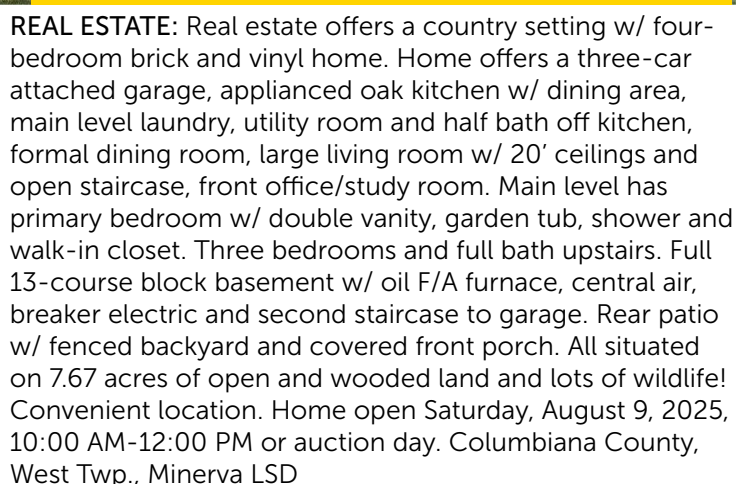 REAL ESTATE: Real estate offers a country setting w/ four-
bedroom brick and vinyl home. Home offers a three-car
attached garage, applianced oak kitchen w/ dining area,
main level laundry, utility room and half bath off kitchen,
formal dining room, large living room w/ 20’ ceilings and
open staircase, front office/study room. Main level has
primary bedroom w/ double vanity, garden tub, shower and
walk-in closet. Three bedrooms and full bath upstairs. Full
13-course block basement w/ oil F/A furnace, central air,
breaker electric and second staircase to garage. Rear patio
w/ fenced backyard and covered front porch. All situated
on 7.67 acres of open and wooded land and lots of wildlife!
Convenient location. Home open Saturday, August 9, 2025,
10:00 AM-12:00 PM or auction day. Columbiana County,
West Twp., Minerva LSD